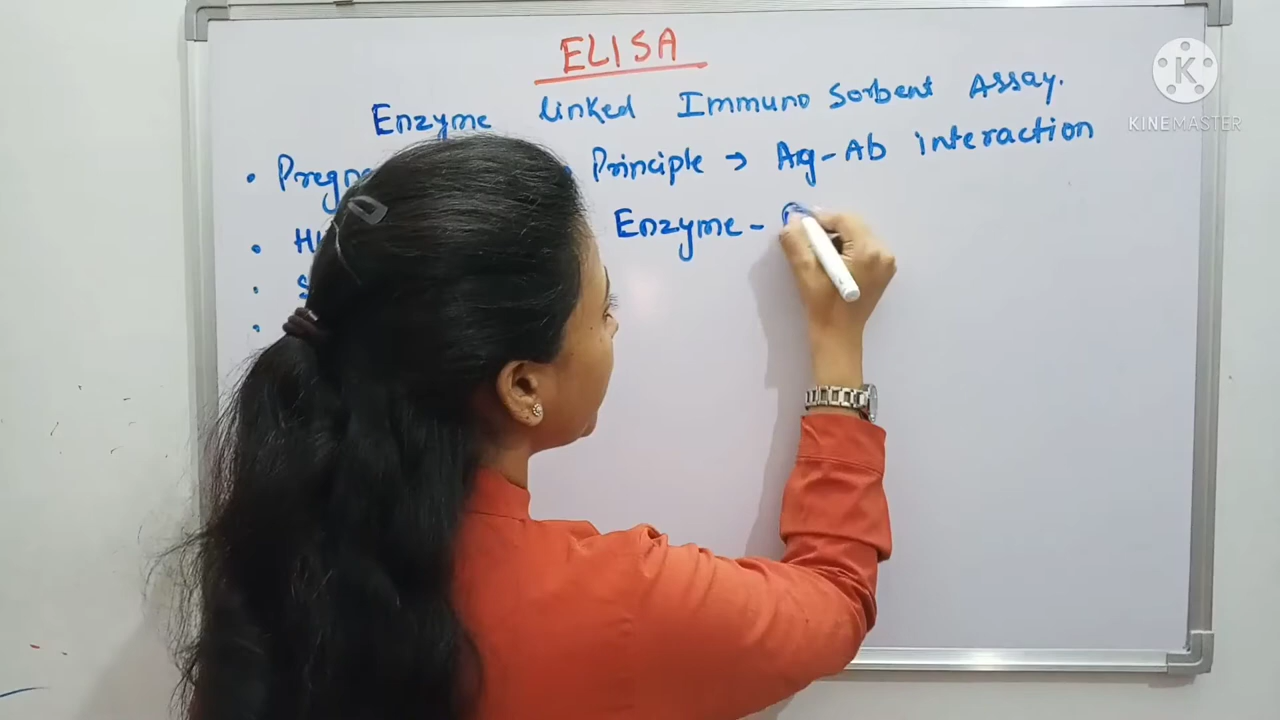 ELISA
Enzyme linked Immuno Sorbent Assay.
• Principle → Ag-Ab interaction
Enzyme -
K
KINEMASTER